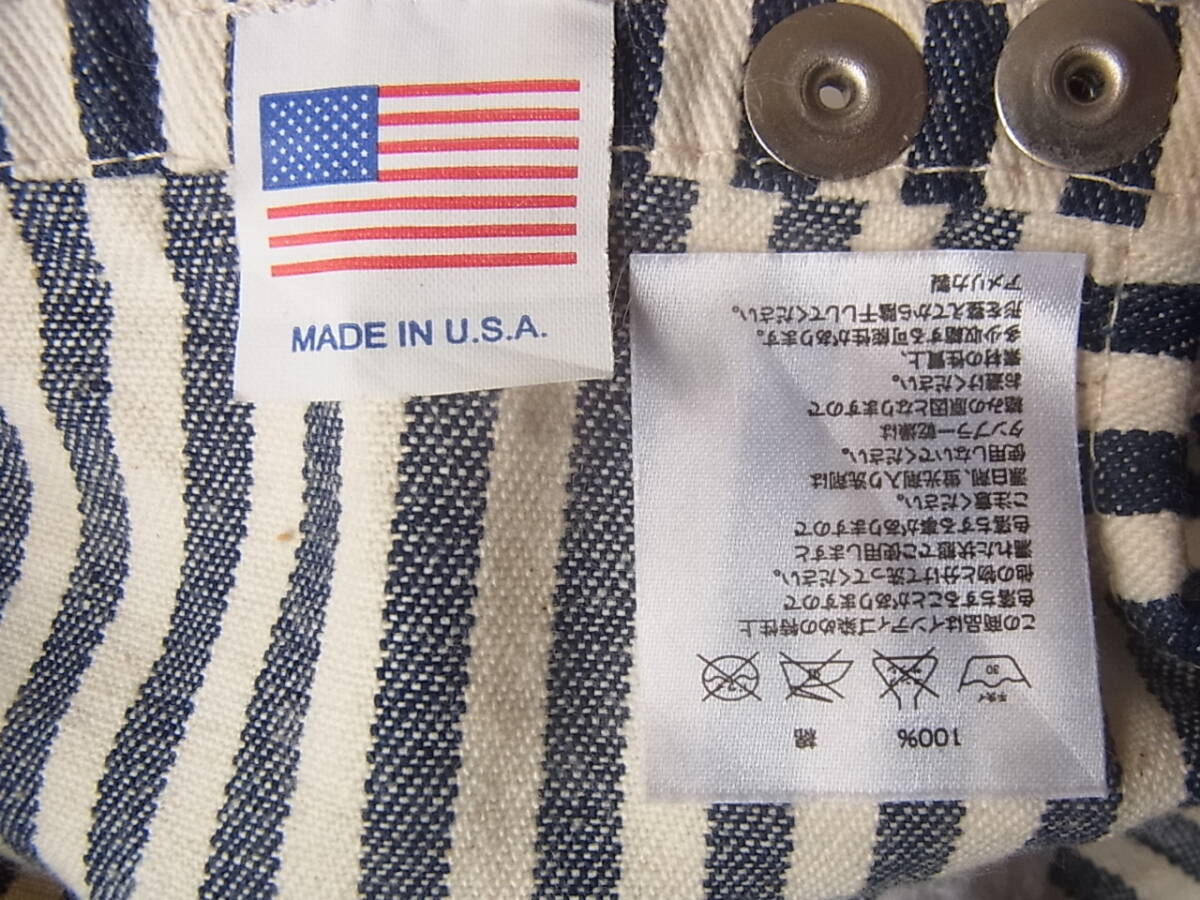 MADE IN U.S.A.
100% 綿
手洗イ
30
この商品はインディゴ染めの特性上
色落ちすることがありますので
他の物と分けて洗ってください。
濡れた状態でご使用しますと
色落ちする事がありますので
ご注意ください。
漂白剤、蛍光剤入り洗剤は
使用しないでください。
タンブラー乾燥は
縮みの原因となりますので
お避けください。
素材の性質上、
多少収縮する可能性があります。
形を整えてから陰干ししてください。
アメリカ製